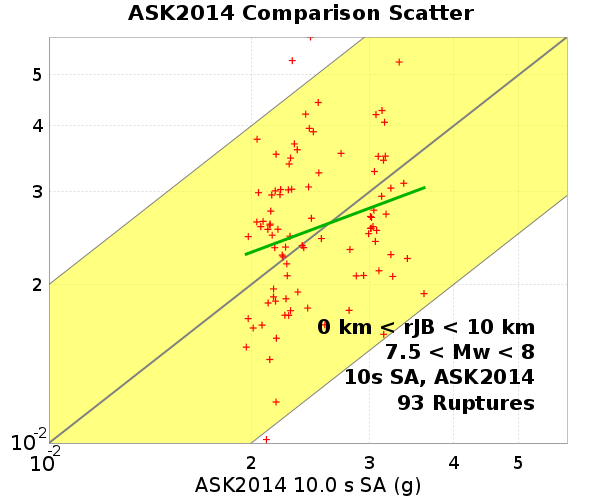 ASK2014 Comparison Scatter
5
4
3
2
10-2
10-2
2
3
4
5
0 km < rJB < 10 km
7.5 < Mw < 8
10s SA, ASK2014
93 Ruptures
ASK2014 10.0 s SA (g)